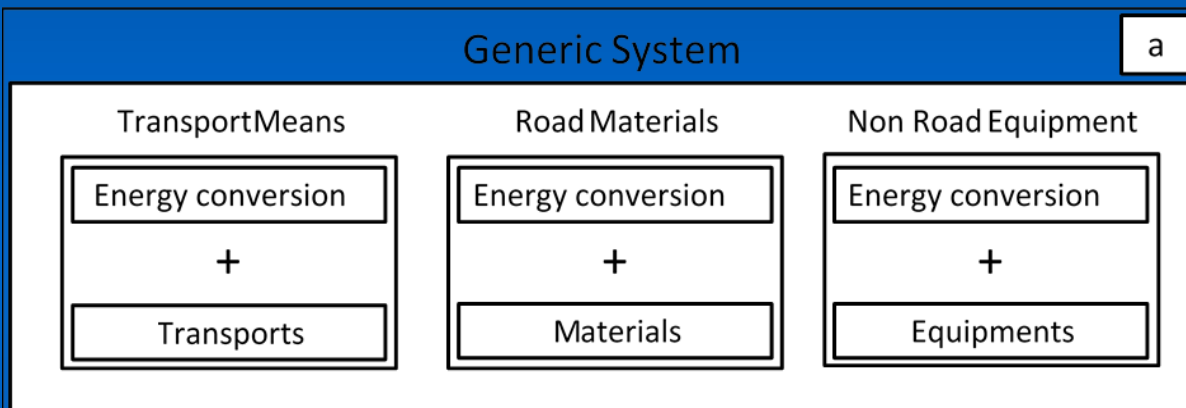 Generic System
a
TransportMeans
Road Materials
Non Road Equipment
Energy conversion
Energy conversion
Energy conversion
+
+
+
Transports
Materials
Equipments